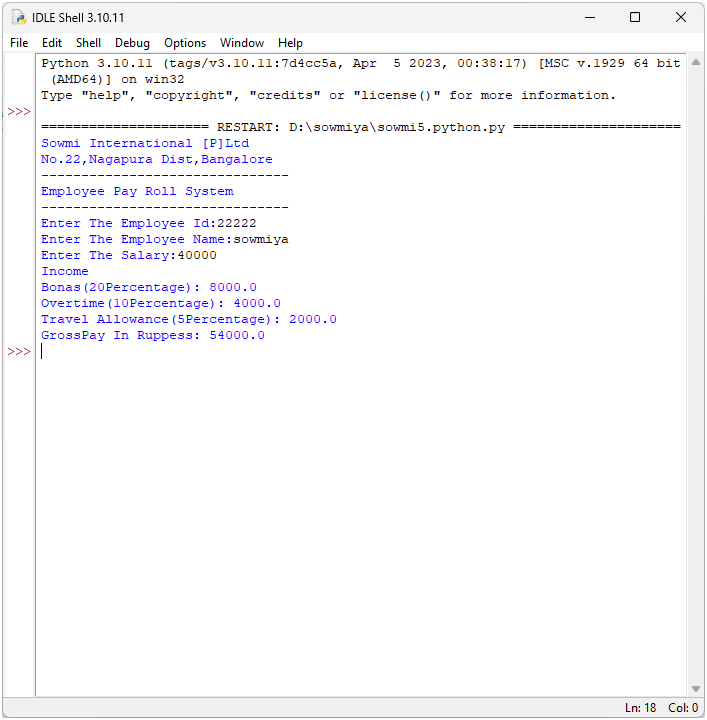 IDLE Shell 3.10.11
File Edit Shell Debug Options Window Help
Python 3.10.11 (tags/v3.10.11:7d4cc5a, Apr  5 2023, 00:38:17) [MSC v.1929 64 bit
(AMD64)] on win32
Type "help", "copyright", "credits" or "license()" for more information.
>>>
===================== RESTART: D:\sowmiya\sowmi5.python.py =====================
Sowmi International [P]Ltd
No.22,Nagapura Dist,Bangalore
-------------------------------
Employee Pay Roll System
-------------------------------
Enter The Employee Id:22222
Enter The Employee Name:sowmiya
Enter The Salary:40000
Income
Bonas(20Percentage): 8000.0
Overtime(10Percentage): 4000.0
Travel Allowance(5Percentage): 2000.0
GrossPay In Ruppess: 54000.0
>>>
Ln: 18 Col: 0